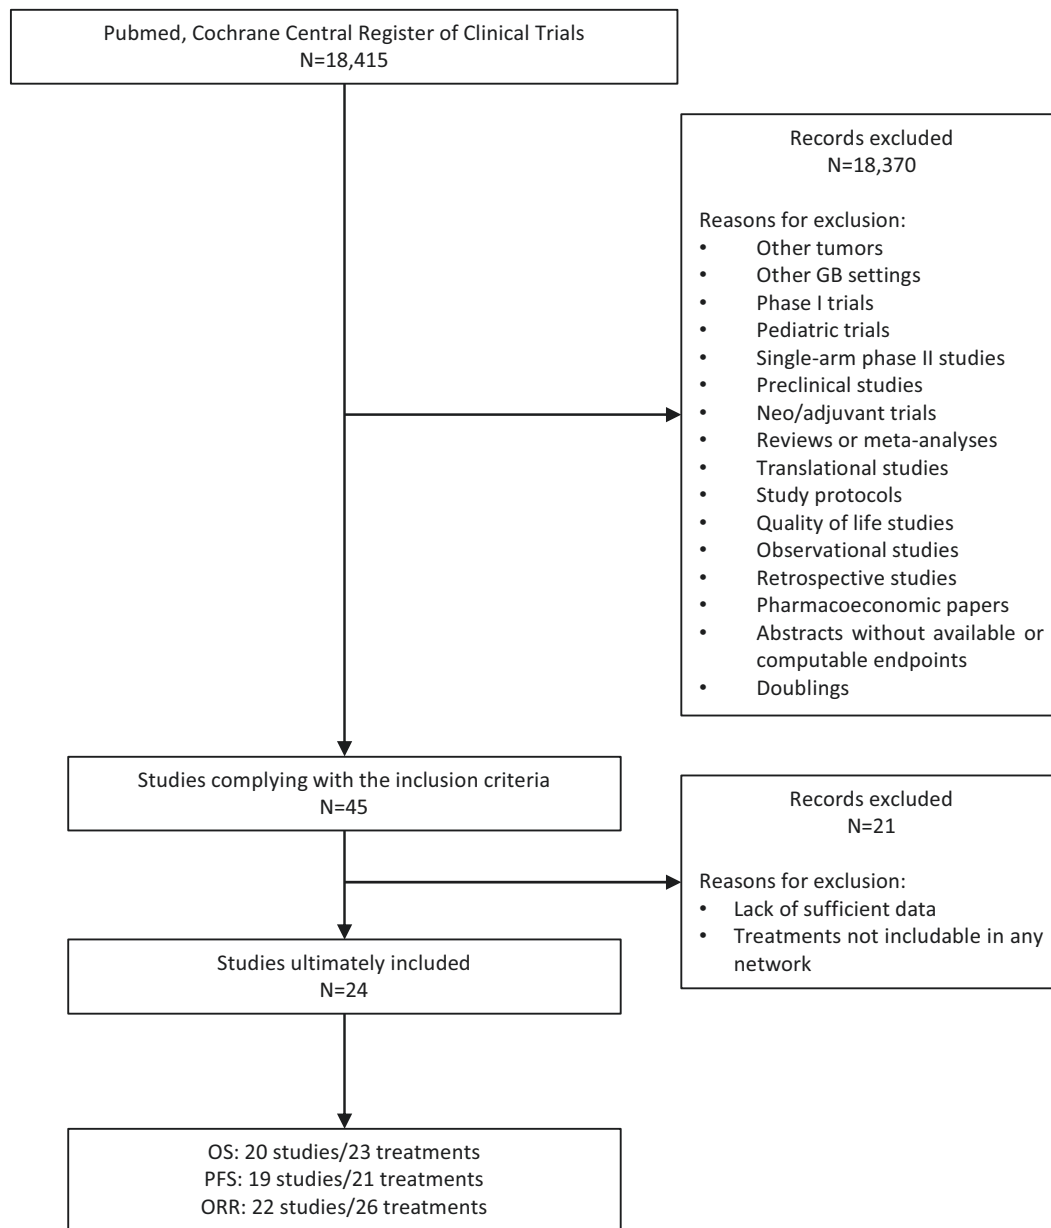 Pubmed, Cochrane Central Register of Clinical Trials
N=18,415
Records excluded
N=18,370
Reasons for exclusion:
• Other tumors
• Other GB settings
• Phase I trials
• Pediatric trials
• Single-arm phase II studies
• Preclinical studies
• Neo/adjuvant trials
• Reviews or meta-analyses
• Translational studies
• Study protocols
• Quality of life studies
• Observational studies
• Retrospective studies
• Pharmacoeconomic papers
• Abstracts without available or
computable endpoints
• Doublings
Studies complying with the inclusion criteria
N=45
Records excluded
N=21
Reasons for exclusion:
• Lack of sufficient data
• Treatments not includable in any
network
Studies ultimately included
N=24
OS: 20 studies/23 treatments
PFS: 19 studies/21 treatments
ORR: 22 studies/26 treatments